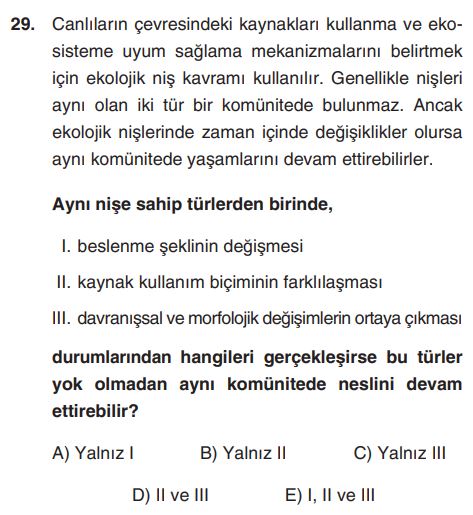 29. Canlıların çevresindeki kaynakları kullanma ve eko-
sisteme uyum sağlama mekanizmalarını belirtmek
için ekolojik niş kavramı kullanılır. Genellikle nişleri
aynı olan iki tür bir komünitede bulunmaz. Ancak
ekolojik nişlerinde zaman içinde değişiklikler olursa
aynı komünitede yaşamlarını devam ettirebilirler.
Aynı nişe sahip türlerden birinde,
I. beslenme şeklinin değişmesi
II. kaynak kullanım biçiminin farklılaşması
III. davranışsal ve morfolojik değişimlerin ortaya çıkması
durumlarından hangileri gerçekleşirse bu türler
yok olmadan aynı komünitede neslini devam
ettirebilir?
A) Yalnız I B) Yalnız II C) Yalnız III
D) II ve III E) I, II ve III